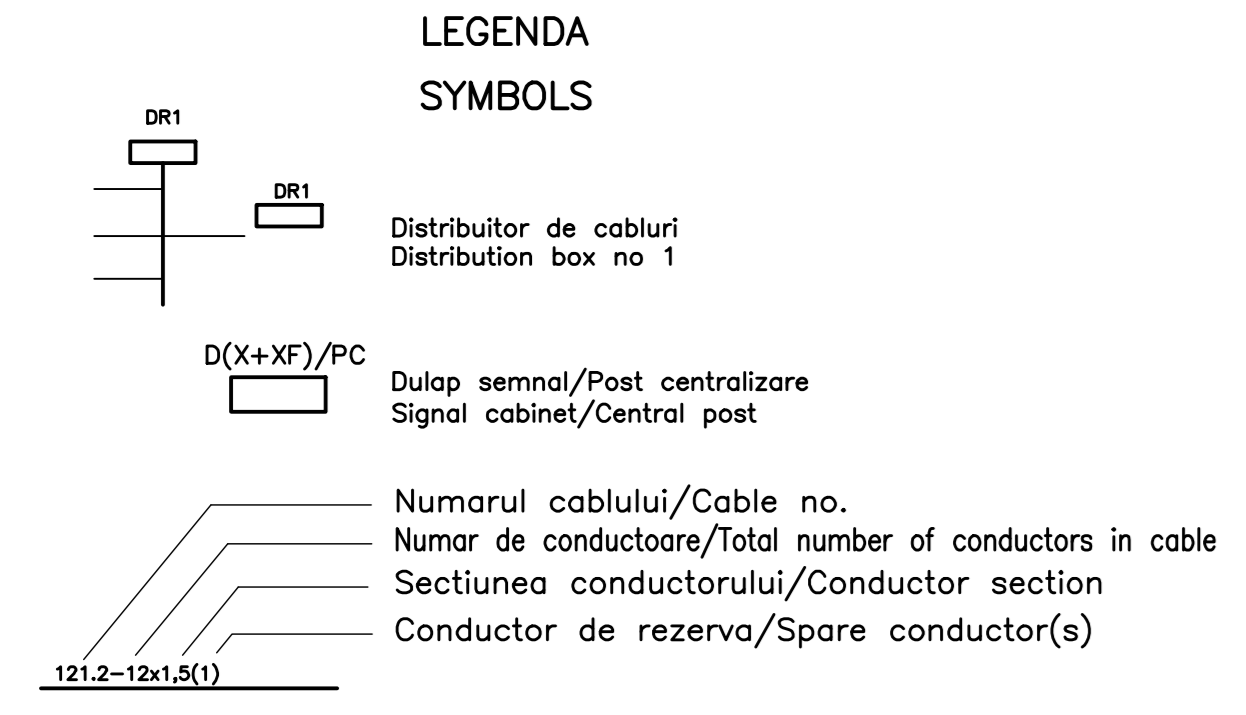 LEGENDA
SYMBOLS
DR1
DR1
Distribuitor de cabluri
Distribution box no 1
D(X+XF)/PC
Dulap semnal/Post centralizare
Signal cabinet/Central post
Numarul cablului/Cable no.
Numar de conductoare/Total number of conductors in cable
Sectiunea conductorului/Conductor section
Conductor de rezerva/Spare conductor(s)
121.2-12x1,5(1)